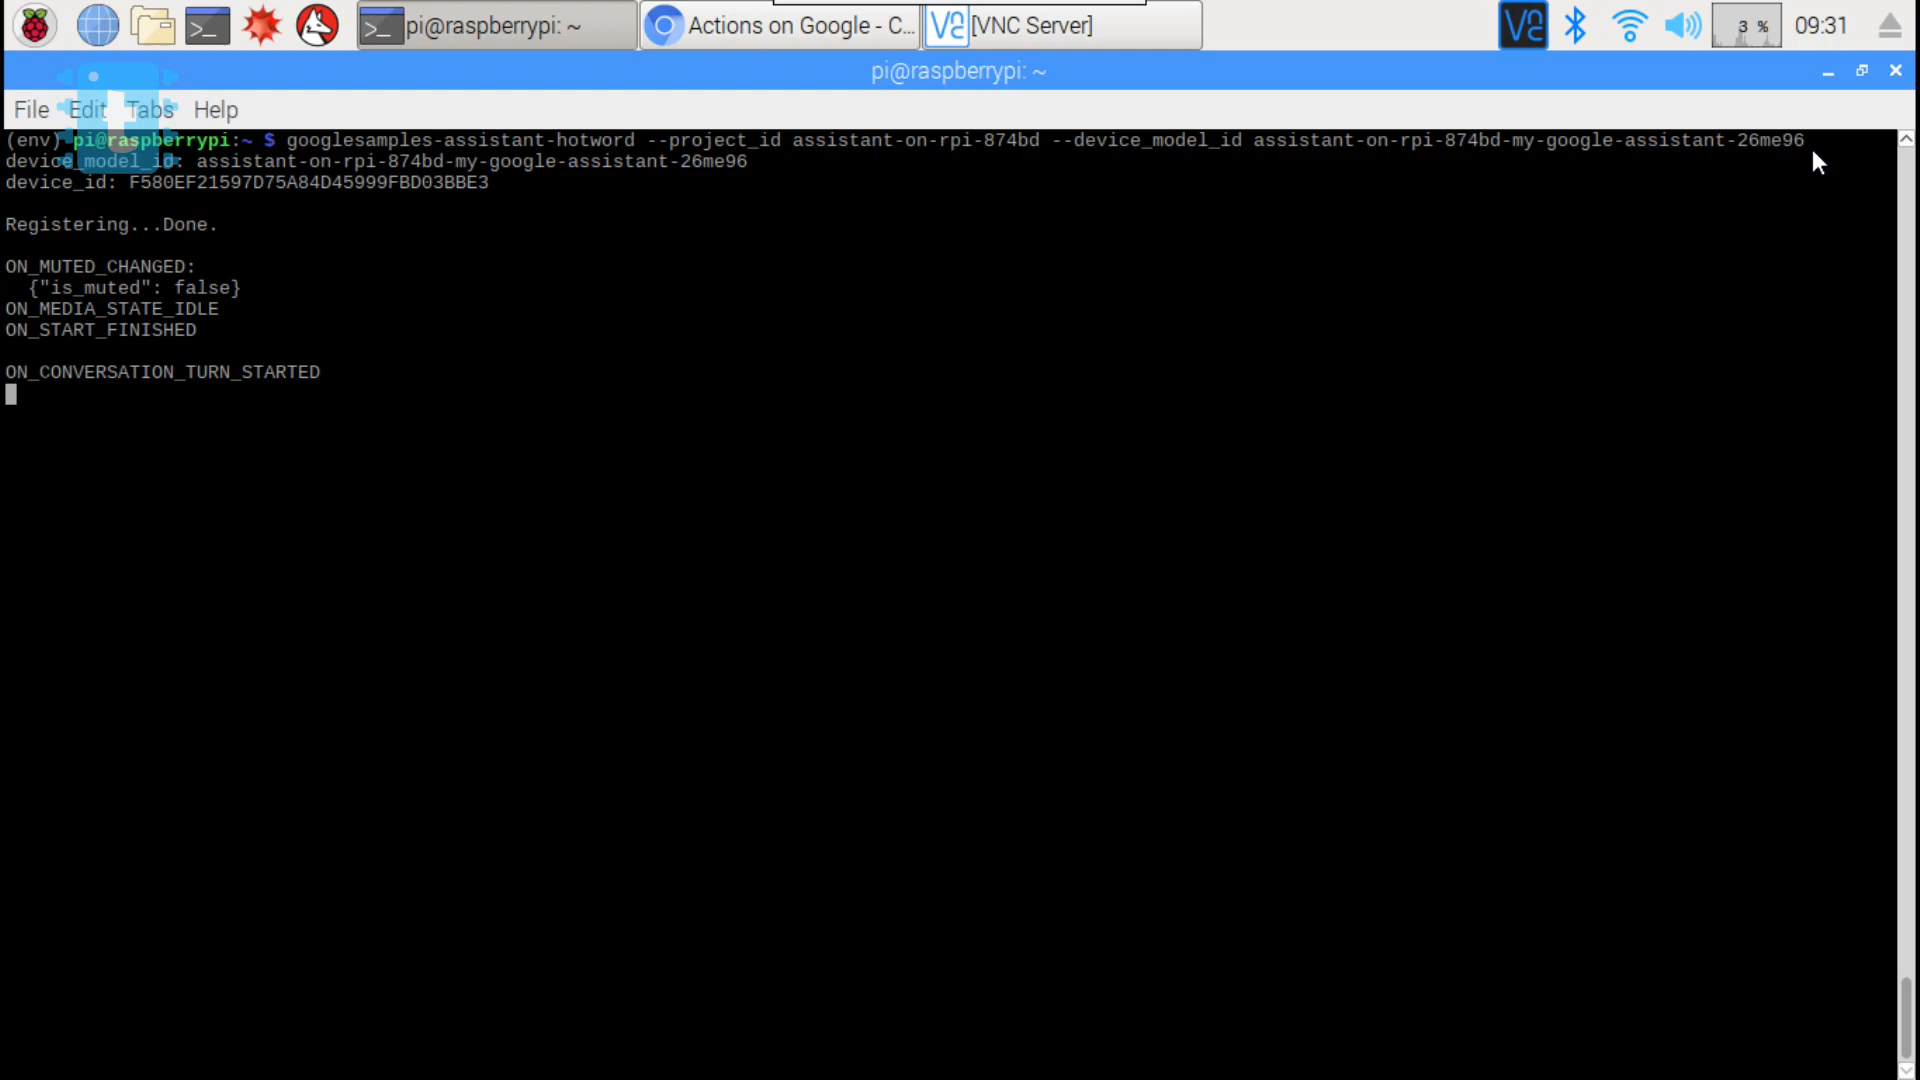 pi@raspberrypi: ~
Actions on Google - C...
[VNC Server]
3 %
09:31
pi@raspberrypi: ~
File Edit Tabs Help
(env) pi@raspberrypi:~ $ googlesamples-assistant-hotword --project_id assistant-on-rpi-874bd --device_model_id assistant-on-rpi-874bd-my-google-assistant-26me96
device_model_id: assistant-on-rpi-874bd-my-google-assistant-26me96
device_id: F580EF21597D75A84D45999FBD03BBE3
Registering...Done.
ON_MUTED_CHANGED:
{"is_muted": false}
ON_MEDIA_STATE_IDLE
ON_START_FINISHED
ON_CONVERSATION_TURN_STARTED